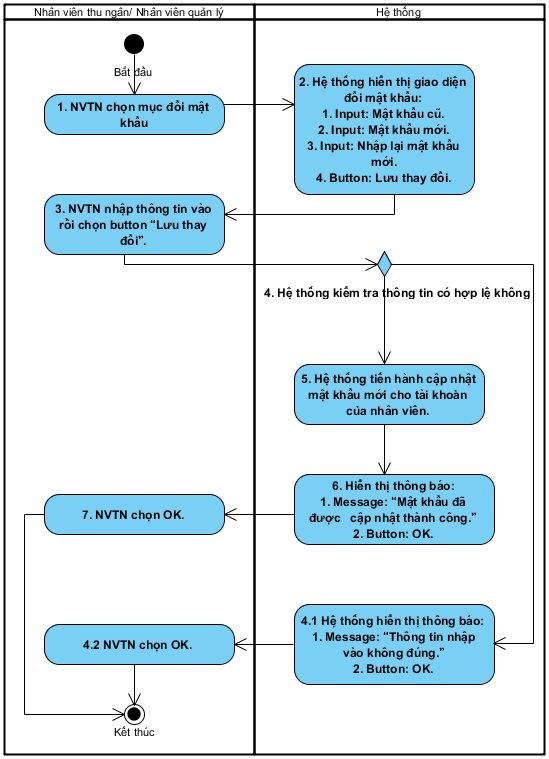 Nhân viên thu ngân/ Nhân viên quản lý
Hệ thống
Bắt đầu
1. NVTN chọn mục đổi mật
khẩu
2. Hệ thống hiển thị giao diện
đổi mật khẩu:
1. Input: Mật khẩu cũ.
2. Input: Mật khẩu mới.
3. Input: Nhập lại mật khẩu
mới.
4. Button: Lưu thay đổi.
3. NVTN nhập thông tin vào
rồi chọn button “Lưu thay
đổi”.
4. Hệ thống kiểm tra thông tin có hợp lệ không
5. Hệ thống tiến hành cập nhật
mật khẩu mới cho tài khoản
của nhân viên.
6. Hiển thị thông báo:
1. Message: “Mật khẩu đã
được cập nhật thành công.”
2. Button: OK.
7. NVTN chọn OK.
4.1 Hệ thống hiển thị thông báo:
1. Message: “Thông tin nhập
vào không đúng.”
2. Button: OK.
4.2 NVTN chọn OK.
Kết thúc